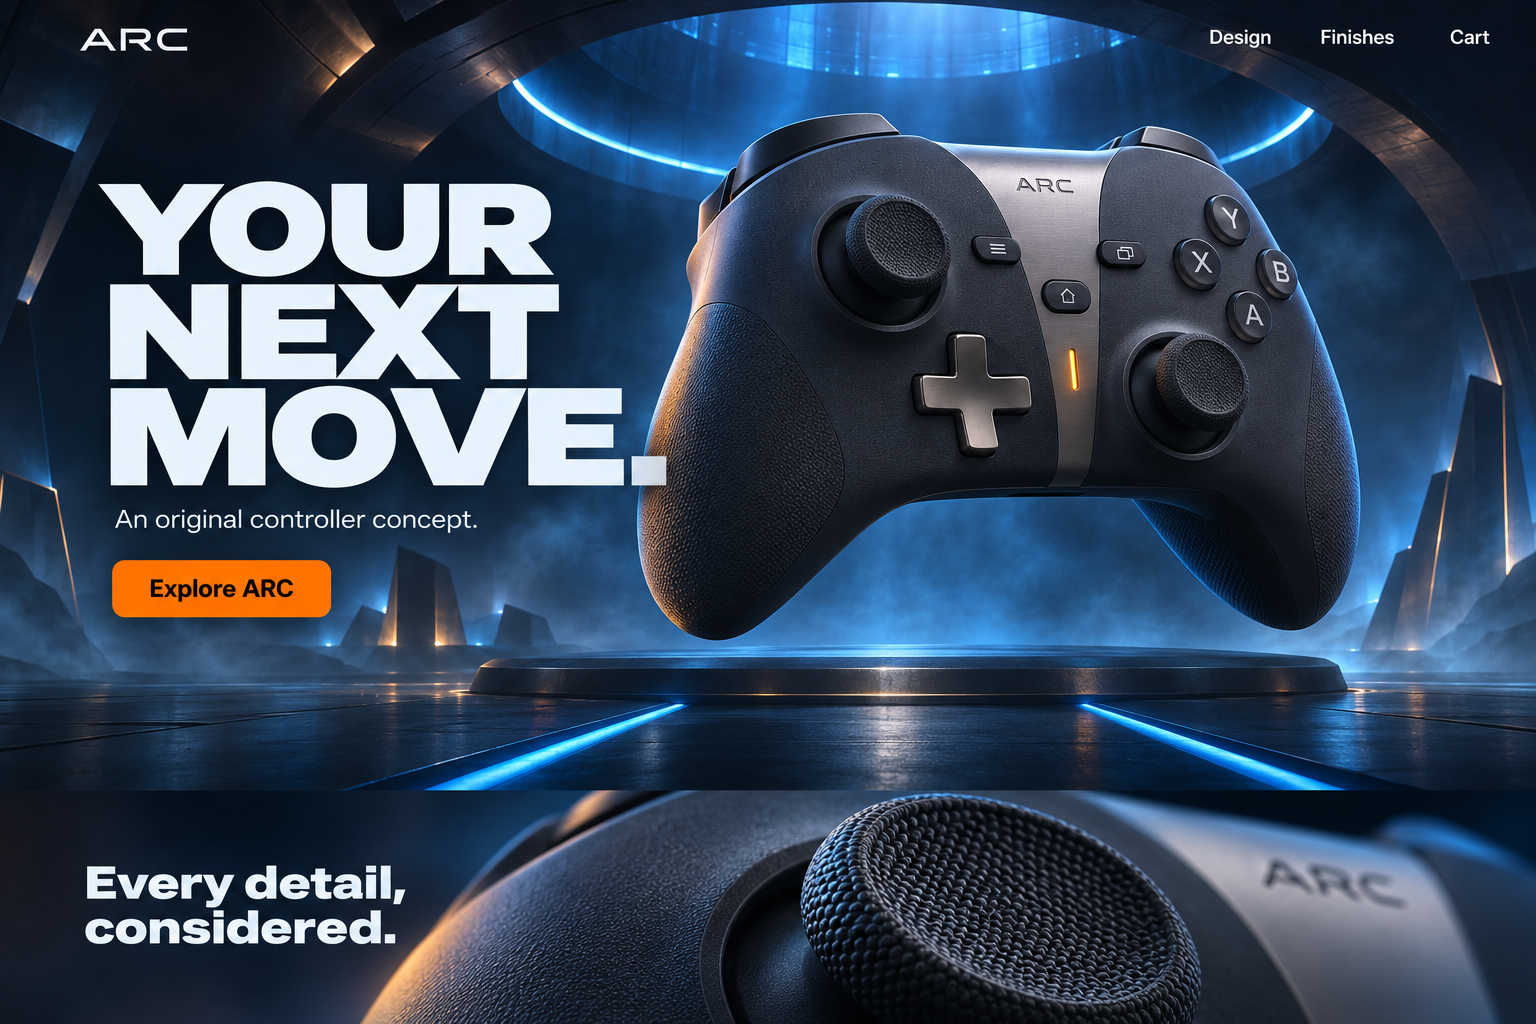 ARC
Design Finishes Cart
YOUR
NEXT
MOVE.
An original controller concept.
Explore ARC
ARC
Y
X
B
A
Every detail,
considered.
ARC